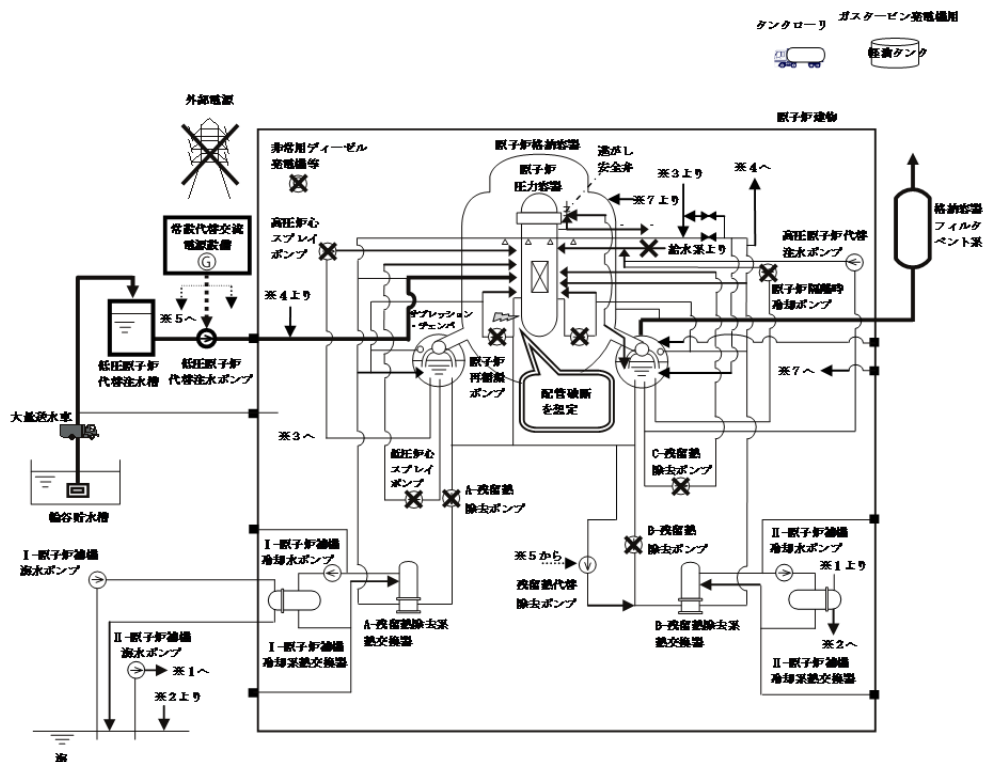 タンクローリ
ガスタービン発電機用
軽油タンク
外部電源
原子炉建物
非常用ディーゼル
発電機等
原子炉格納容器
原子炉
圧力容器
逃がし
安全弁
※3より
※4へ
※7より
格納容器
フィルタ
ベント系
常設代替交流
電源設備
G
高圧炉心
スプレイ
ポンプ
給水系より
高圧原子炉代替
注水ポンプ
原子炉隔離時
冷却ポンプ
※4より
※5へ
サプレッション
・チェンバ
低圧原子炉
代替注水槽
低圧原子炉
代替注水ポンプ
原子炉
再循環
ポンプ
配管破断
を想定
※7へ
大量送水車
※3へ
輪谷貯水槽
低圧炉心
スプレイ
ポンプ
A-残留熱
除去ポンプ
C-残留熱
除去ポンプ
B-残留熱
除去ポンプ
Ⅰ-原子炉補機
海水ポンプ
Ⅰ-原子炉補機
冷却水ポンプ
※5から
残留熱代替
除去ポンプ
Ⅱ-原子炉補機
冷却水ポンプ
※1より
A-残留熱除去系
熱交換器
B-残留熱除去系
熱交換器
※2へ
Ⅱ-原子炉補機
海水ポンプ
※1へ
※2より
Ⅰ-原子炉補機
冷却系熱交換器
Ⅱ-原子炉補機
冷却系熱交換器
海